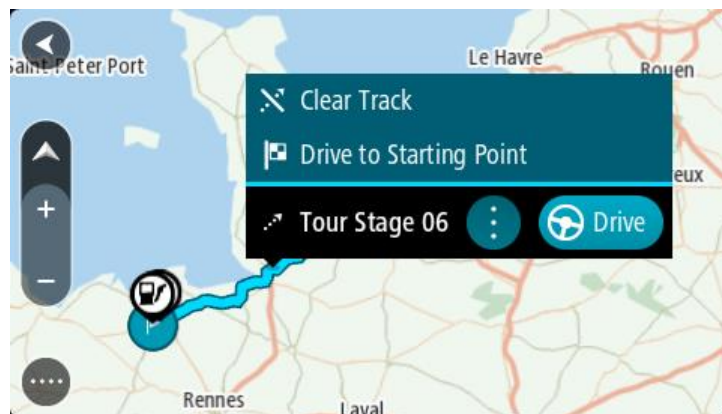 Le Havre
Saint Peter Port
Rouen
Clear Track
Drive to Starting Point
eux
Tour Stage 06
Drive
Rennes
Laval